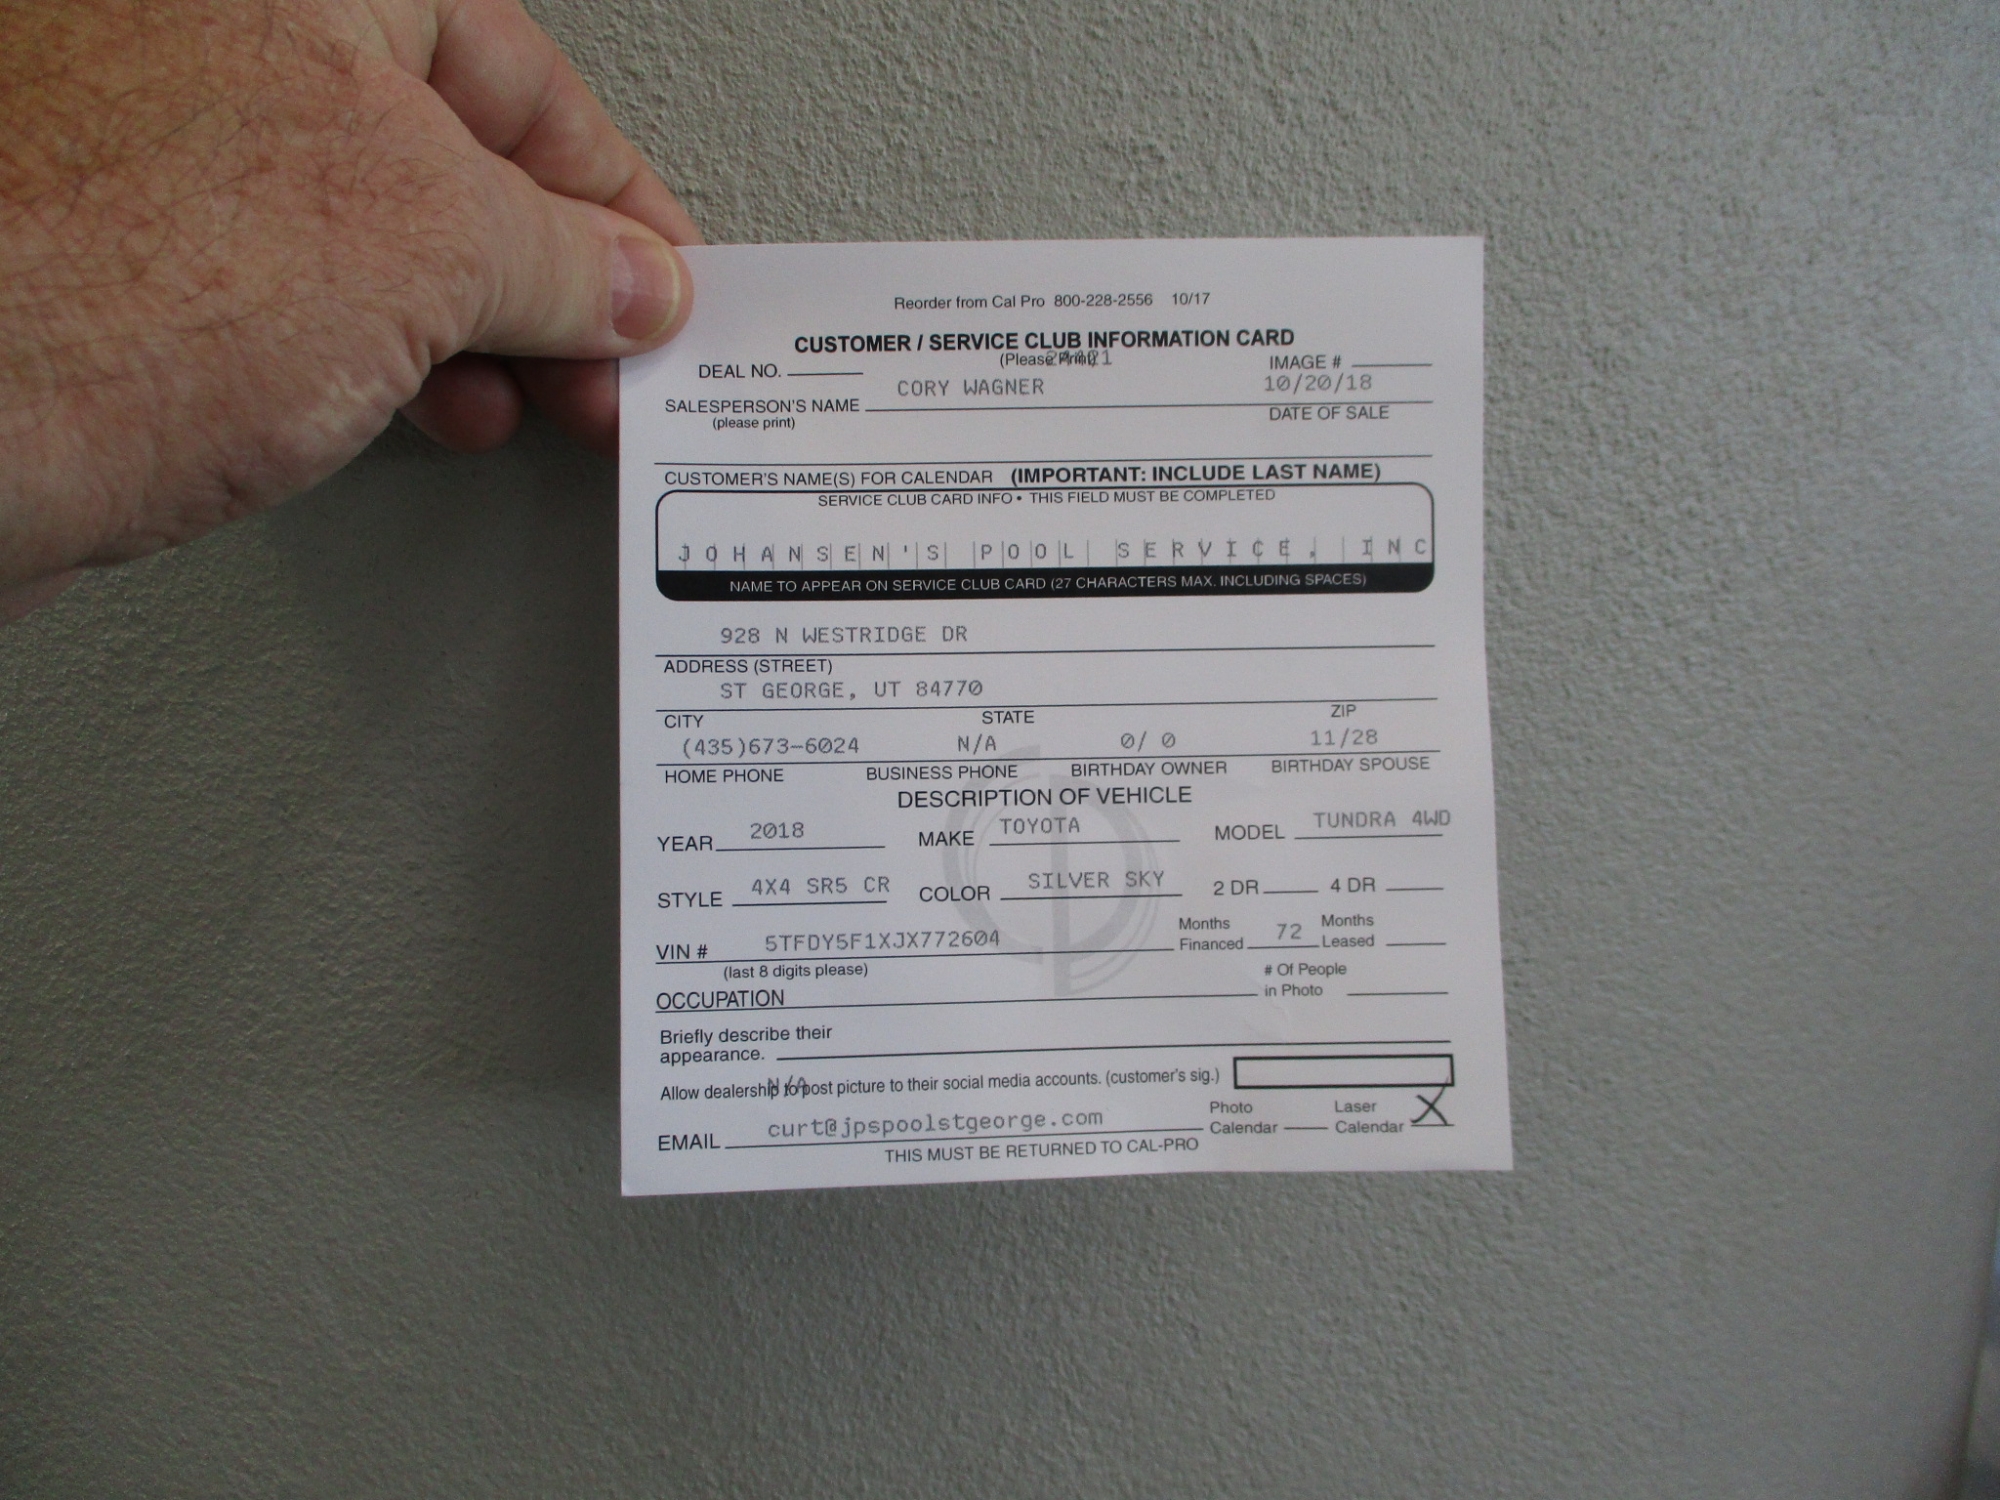 Reorder from Cal Pro 800-228-2556 10/17
CUSTOMER / SERVICE CLUB INFORMATION CARD
(Please Print)
DEAL NO. IMAGE #
CORY WAGNER 10/20/18
SALESPERSON'S NAME DATE OF SALE
(please print)
CUSTOMER'S NAME(S) FOR CALENDAR (IMPORTANT: INCLUDE LAST NAME)
SERVICE CLUB CARD INFO • THIS FIELD MUST BE COMPLETED
JOHANSEN'S POOL SERVICE, INC
NAME TO APPEAR ON SERVICE CLUB CARD (27 CHARACTERS MAX. INCLUDING SPACES)
928 N WESTRIDGE DR
ADDRESS (STREET)
ST GEORGE, UT 84770
CITY STATE ZIP
(435)673-6024 N/A 0/ 0 11/28
HOME PHONE BUSINESS PHONE BIRTHDAY OWNER BIRTHDAY SPOUSE
DESCRIPTION OF VEHICLE
YEAR 2018 MAKE TOYOTA MODEL TUNDRA 4WD
STYLE 4X4 SR5 CR COLOR SILVER SKY 2 DR 4 DR
VIN # 5TFDY5F1XJX772604 Months Financed 72 Months Leased
(last 8 digits please)
OCCUPATION # Of People in Photo
Briefly describe their
appearance.
N/A
Allow dealership to post picture to their social media accounts. (customer's sig.)
EMAIL curt@jpspoolstgeorge.com Photo Calendar Laser Calendar X
THIS MUST BE RETURNED TO CAL-PRO